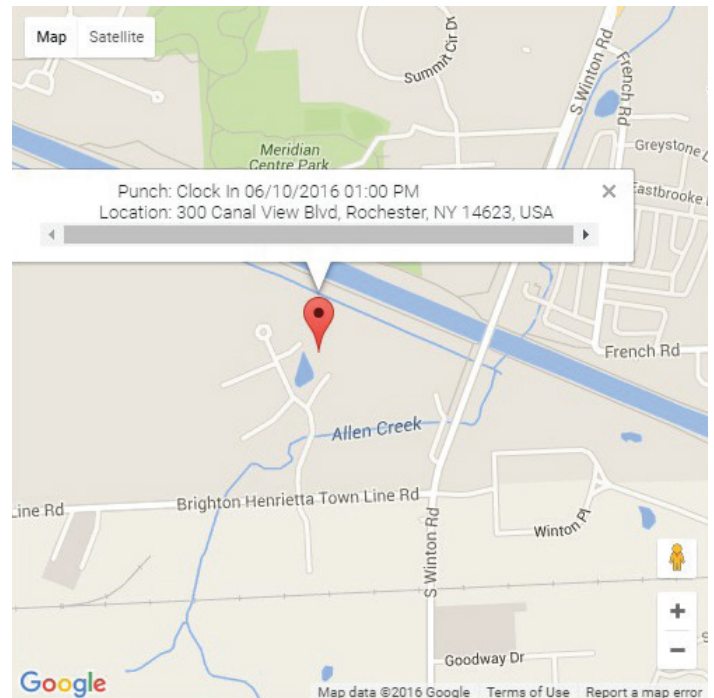 Map Satellite
Summit Cir Dr
S Winton Rd
French Rd
Meridian
Centre Park
Greystone
Eastbrooke
Punch: Clock In 06/10/2016 01:00 PM
Location: 300 Canal View Blvd, Rochester, NY 14623, USA
French Rd
Allen Creek
Line Rd
Brighton Henrietta Town Line Rd
S Winton Rd
Winton Pl
Goodway Dr
Google
Map data ©2016 Google Terms of Use Report a map error